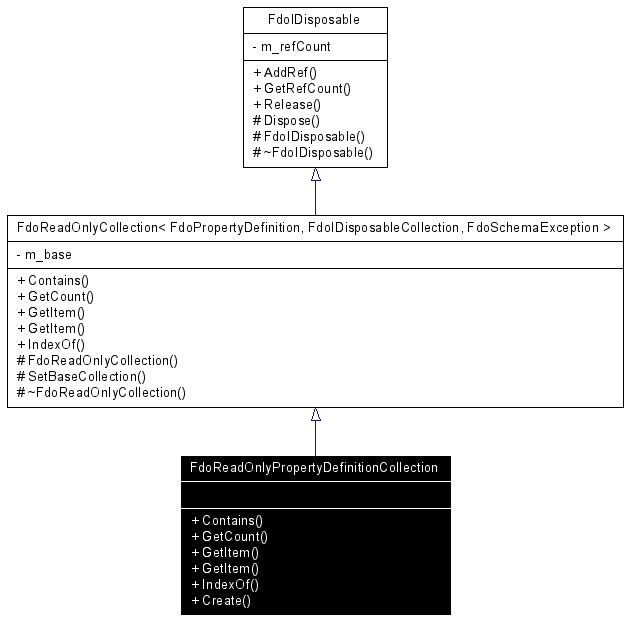 FdoIDisposable
- m_refCount
+ AddRef()
+ GetRefCount()
+ Release()
# Dispose()
# FdoIDisposable()
# ~FdoIDisposable()
FdoReadOnlyCollection< FdoPropertyDefinition, FdoIDisposableCollection, FdoSchemaException >
- m_base
+ Contains()
+ GetCount()
+ GetItem()
+ GetItem()
+ IndexOf()
# FdoReadOnlyCollection()
# SetBaseCollection()
# ~FdoReadOnlyCollection()
FdoReadOnlyPropertyDefinitionCollection
+ Contains()
+ GetCount()
+ GetItem()
+ GetItem()
+ IndexOf()
+ Create()